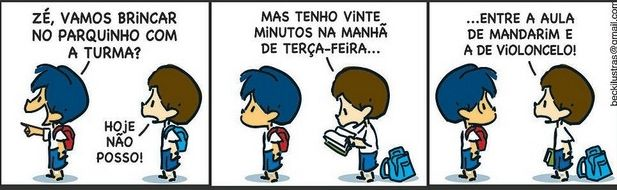 ZÉ, VAMOS BRINCAR
NO PARQUINHO COM
A TURMA?
HOJE
NÃO
POSSO!
MAS TENHO VINTE
MINUTOS NA MANHÃ
DE TERÇA-FEIRA...
...ENTRE A AULA
DE MANDARIM E
A DE VIOLONCELO!
beckilustras@gmail.com